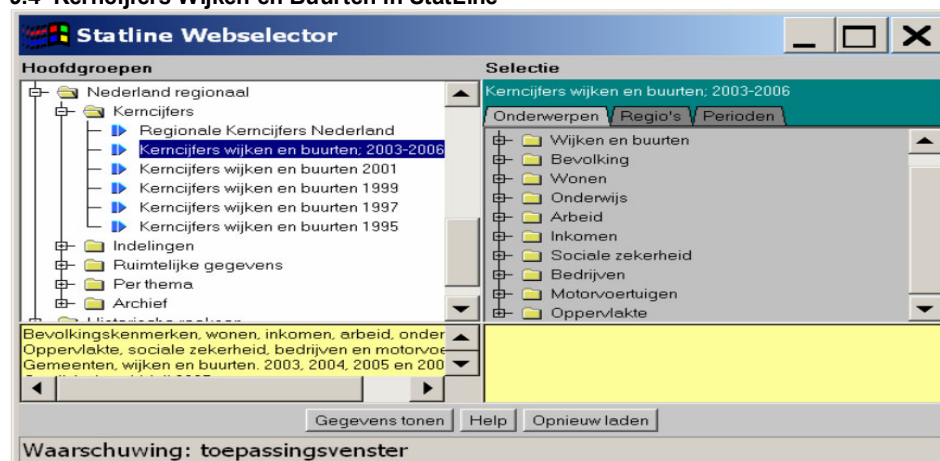 Kerncijfers Wijken en Buurten in StatLine
Statline Webselector
Hoofdgroepen
Nederland regionaal
Kerncijfers
Regionale Kerncijfers Nederland
Kerncijfers wijken en buurten; 2003-2006
Kerncijfers wijken en buurten 2001
Kerncijfers wijken en buurten 1999
Kerncijfers wijken en buurten 1997
Kerncijfers wijken en buurten 1995
Indelingen
Ruimtelijke gegevens
Per thema
Archief
Bevolkingskenmerken, wonen, inkomen, arbeid, onder
Oppervlakte, sociale zekerheid, bedrijven en motorvoe
Gemeenten, wijken en buurten. 2003, 2004, 2005 en 200
Selectie
Kerncijfers wijken en buurten; 2003-2006
Onderwerpen Regio's Perioden
Wijken en buurten
Bevolking
Wonen
Onderwijs
Arbeid
Inkomen
Sociale zekerheid
Bedrijven
Motorvoertuigen
Oppervlakte
Gegevens tonen Help Opnieuw laden
Waarschuwing: toepassingsvenster